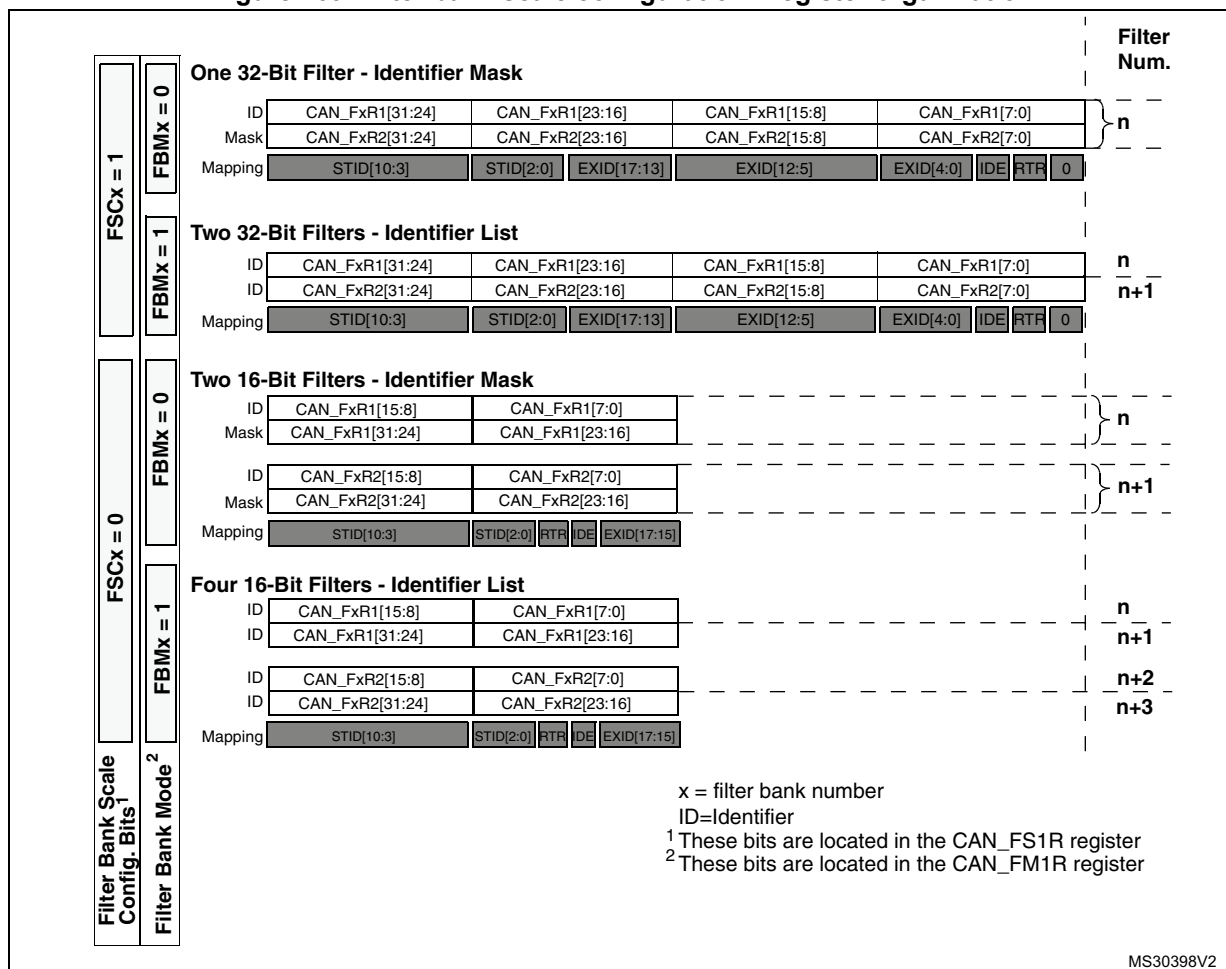 Filter
Num.
One 32-Bit Filter - Identifier Mask
ID CAN_FxR1[31:24] CAN_FxR1[23:16] CAN_FxR1[15:8] CAN_FxR1[7:0]
n
Mask CAN_FxR2[31:24] CAN_FxR2[23:16] CAN_FxR2[15:8] CAN_FxR2[7:0]
Mapping STID[10:3] STID[2:0] EXID[17:13] EXID[12:5] EXID[4:0] IDE RTR 0
Two 32-Bit Filters - Identifier List
ID CAN_FxR1[31:24] CAN_FxR1[23:16] CAN_FxR1[15:8] CAN_FxR1[7:0] n
ID CAN_FxR2[31:24] CAN_FxR2[23:16] CAN_FxR2[15:8] CAN_FxR2[7:0] n+1
Mapping STID[10:3] STID[2:0] EXID[17:13] EXID[12:5] EXID[4:0] IDE RTR 0
Two 16-Bit Filters - Identifier Mask
ID CAN_FxR1[15:8] CAN_FxR1[7:0]
n
Mask CAN_FxR1[31:24] CAN_FxR1[23:16]
ID CAN_FxR2[15:8] CAN_FxR2[7:0]
n+1
Mask CAN_FxR2[31:24] CAN_FxR2[23:16]
Mapping STID[10:3] STID[2:0] RTR IDE EXID[17:15]
Four 16-Bit Filters - Identifier List
ID CAN_FxR1[15:8] CAN_FxR1[7:0] n
ID CAN_FxR1[31:24] CAN_FxR1[23:16] n+1
ID CAN_FxR2[15:8] CAN_FxR2[7:0] n+2
ID CAN_FxR2[31:24] CAN_FxR2[23:16] n+3
Mapping STID[10:3] STID[2:0] RTR IDE EXID[17:15]
FSCx = 1
FBMx = 0
FBMx = 1
FSCx = 0
FBMx = 0
FBMx = 1
Filter Bank Scale
Config. Bits1
Filter Bank Mode2
x = filter bank number
ID=Identifier
1 These bits are located in the CAN_FS1R register
2 These bits are located in the CAN_FM1R register
MS30398V2